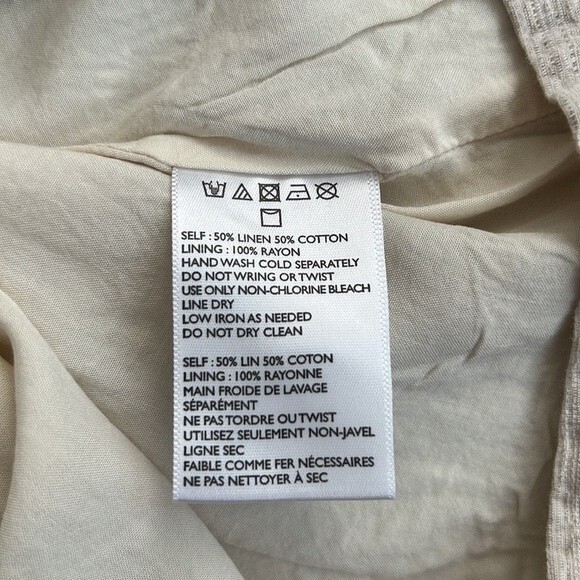 SELF : 50% LINEN 50% COTTON
LINING : 100% RAYON
HAND WASH COLD SEPARATELY
DO NOT WRING OR TWIST
USE ONLY NON-CHLORINE BLEACH
LINE DRY
LOW IRON AS NEEDED
DO NOT DRY CLEAN
SELF : 50% LIN 50% COTON
LINING : 100% RAYONNE
MAIN FROIDE DE LAVAGE
SÉPARÉMENT
NE PAS TORDRE OU TWIST
UTILISEZ SEULEMENT NON-JAVEL
LIGNE SEC
FAIBLE COMME FER NÉCESSAIRES
NE PAS NETTOYER À SEC